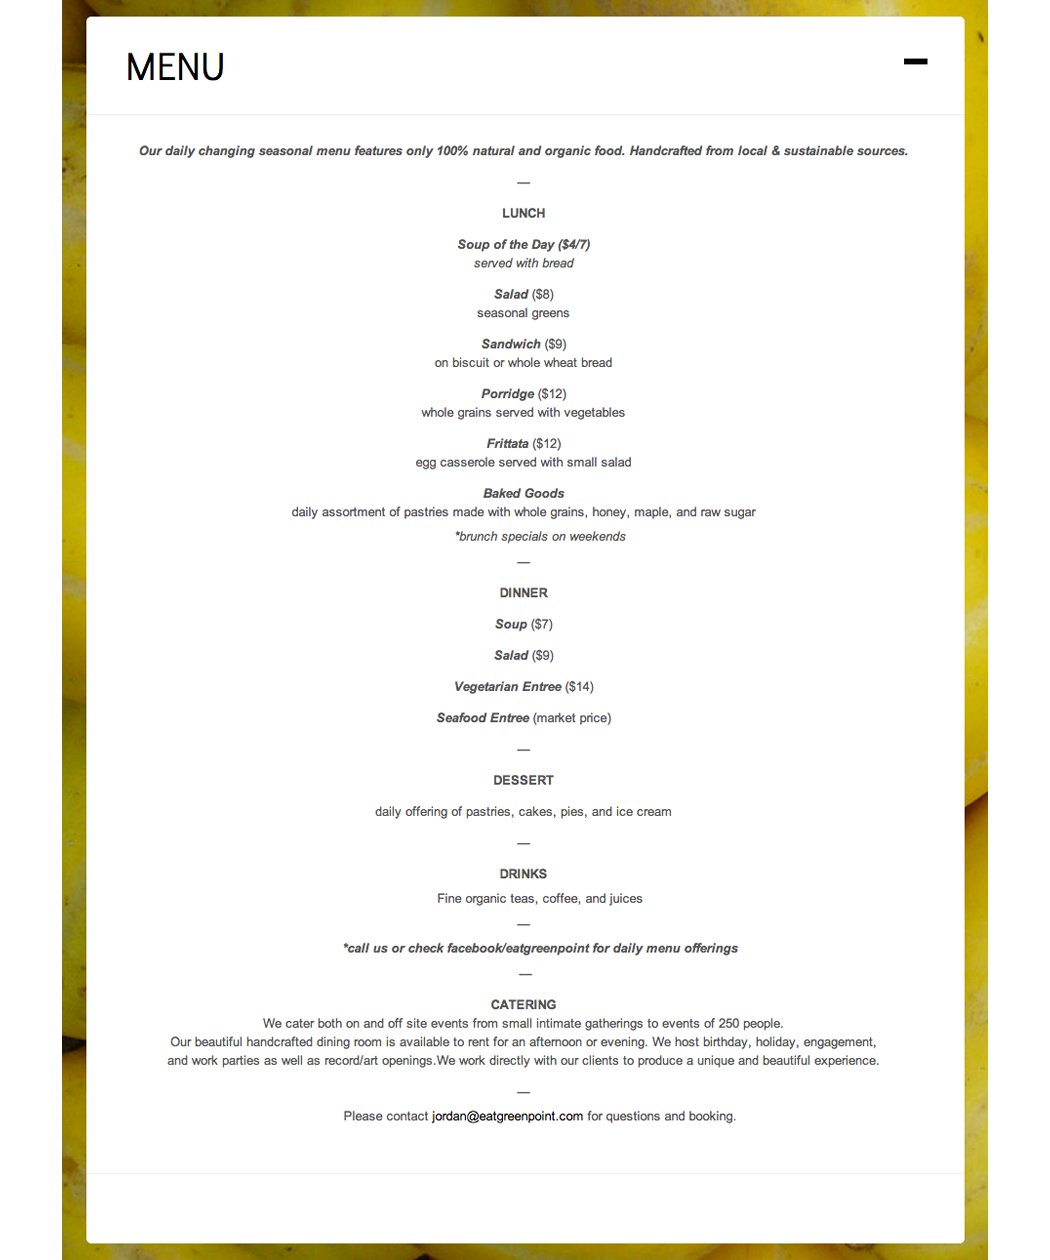 MENU
Our daily changing seasonal menu features only 100% natural and organic food. Handcrafted from local & sustainable sources.
—
LUNCH
Soup of the Day ($4/7)
served with bread
Salad ($8)
seasonal greens
Sandwich ($9)
on biscuit or whole wheat bread
Porridge ($12)
whole grains served with vegetables
Frittata ($12)
egg casserole served with small salad
Baked Goods
daily assortment of pastries made with whole grains, honey, maple, and raw sugar
*brunch specials on weekends
—
DINNER
Soup ($7)
Salad ($9)
Vegetarian Entree ($14)
Seafood Entree (market price)
—
DESSERT
daily offering of pastries, cakes, pies, and ice cream
—
DRINKS
Fine organic teas, coffee, and juices
—
*call us or check facebook/eatgreenpoint for daily menu offerings
—
CATERING
We cater both on and off site events from small intimate gatherings to events of 250 people.
Our beautiful handcrafted dining room is available to rent for an afternoon or evening. We host birthday, holiday, engagement,
and work parties as well as record/art openings.We work directly with our clients to produce a unique and beautiful experience.
—
Please contact jordan@eatgreenpoint.com for questions and booking.